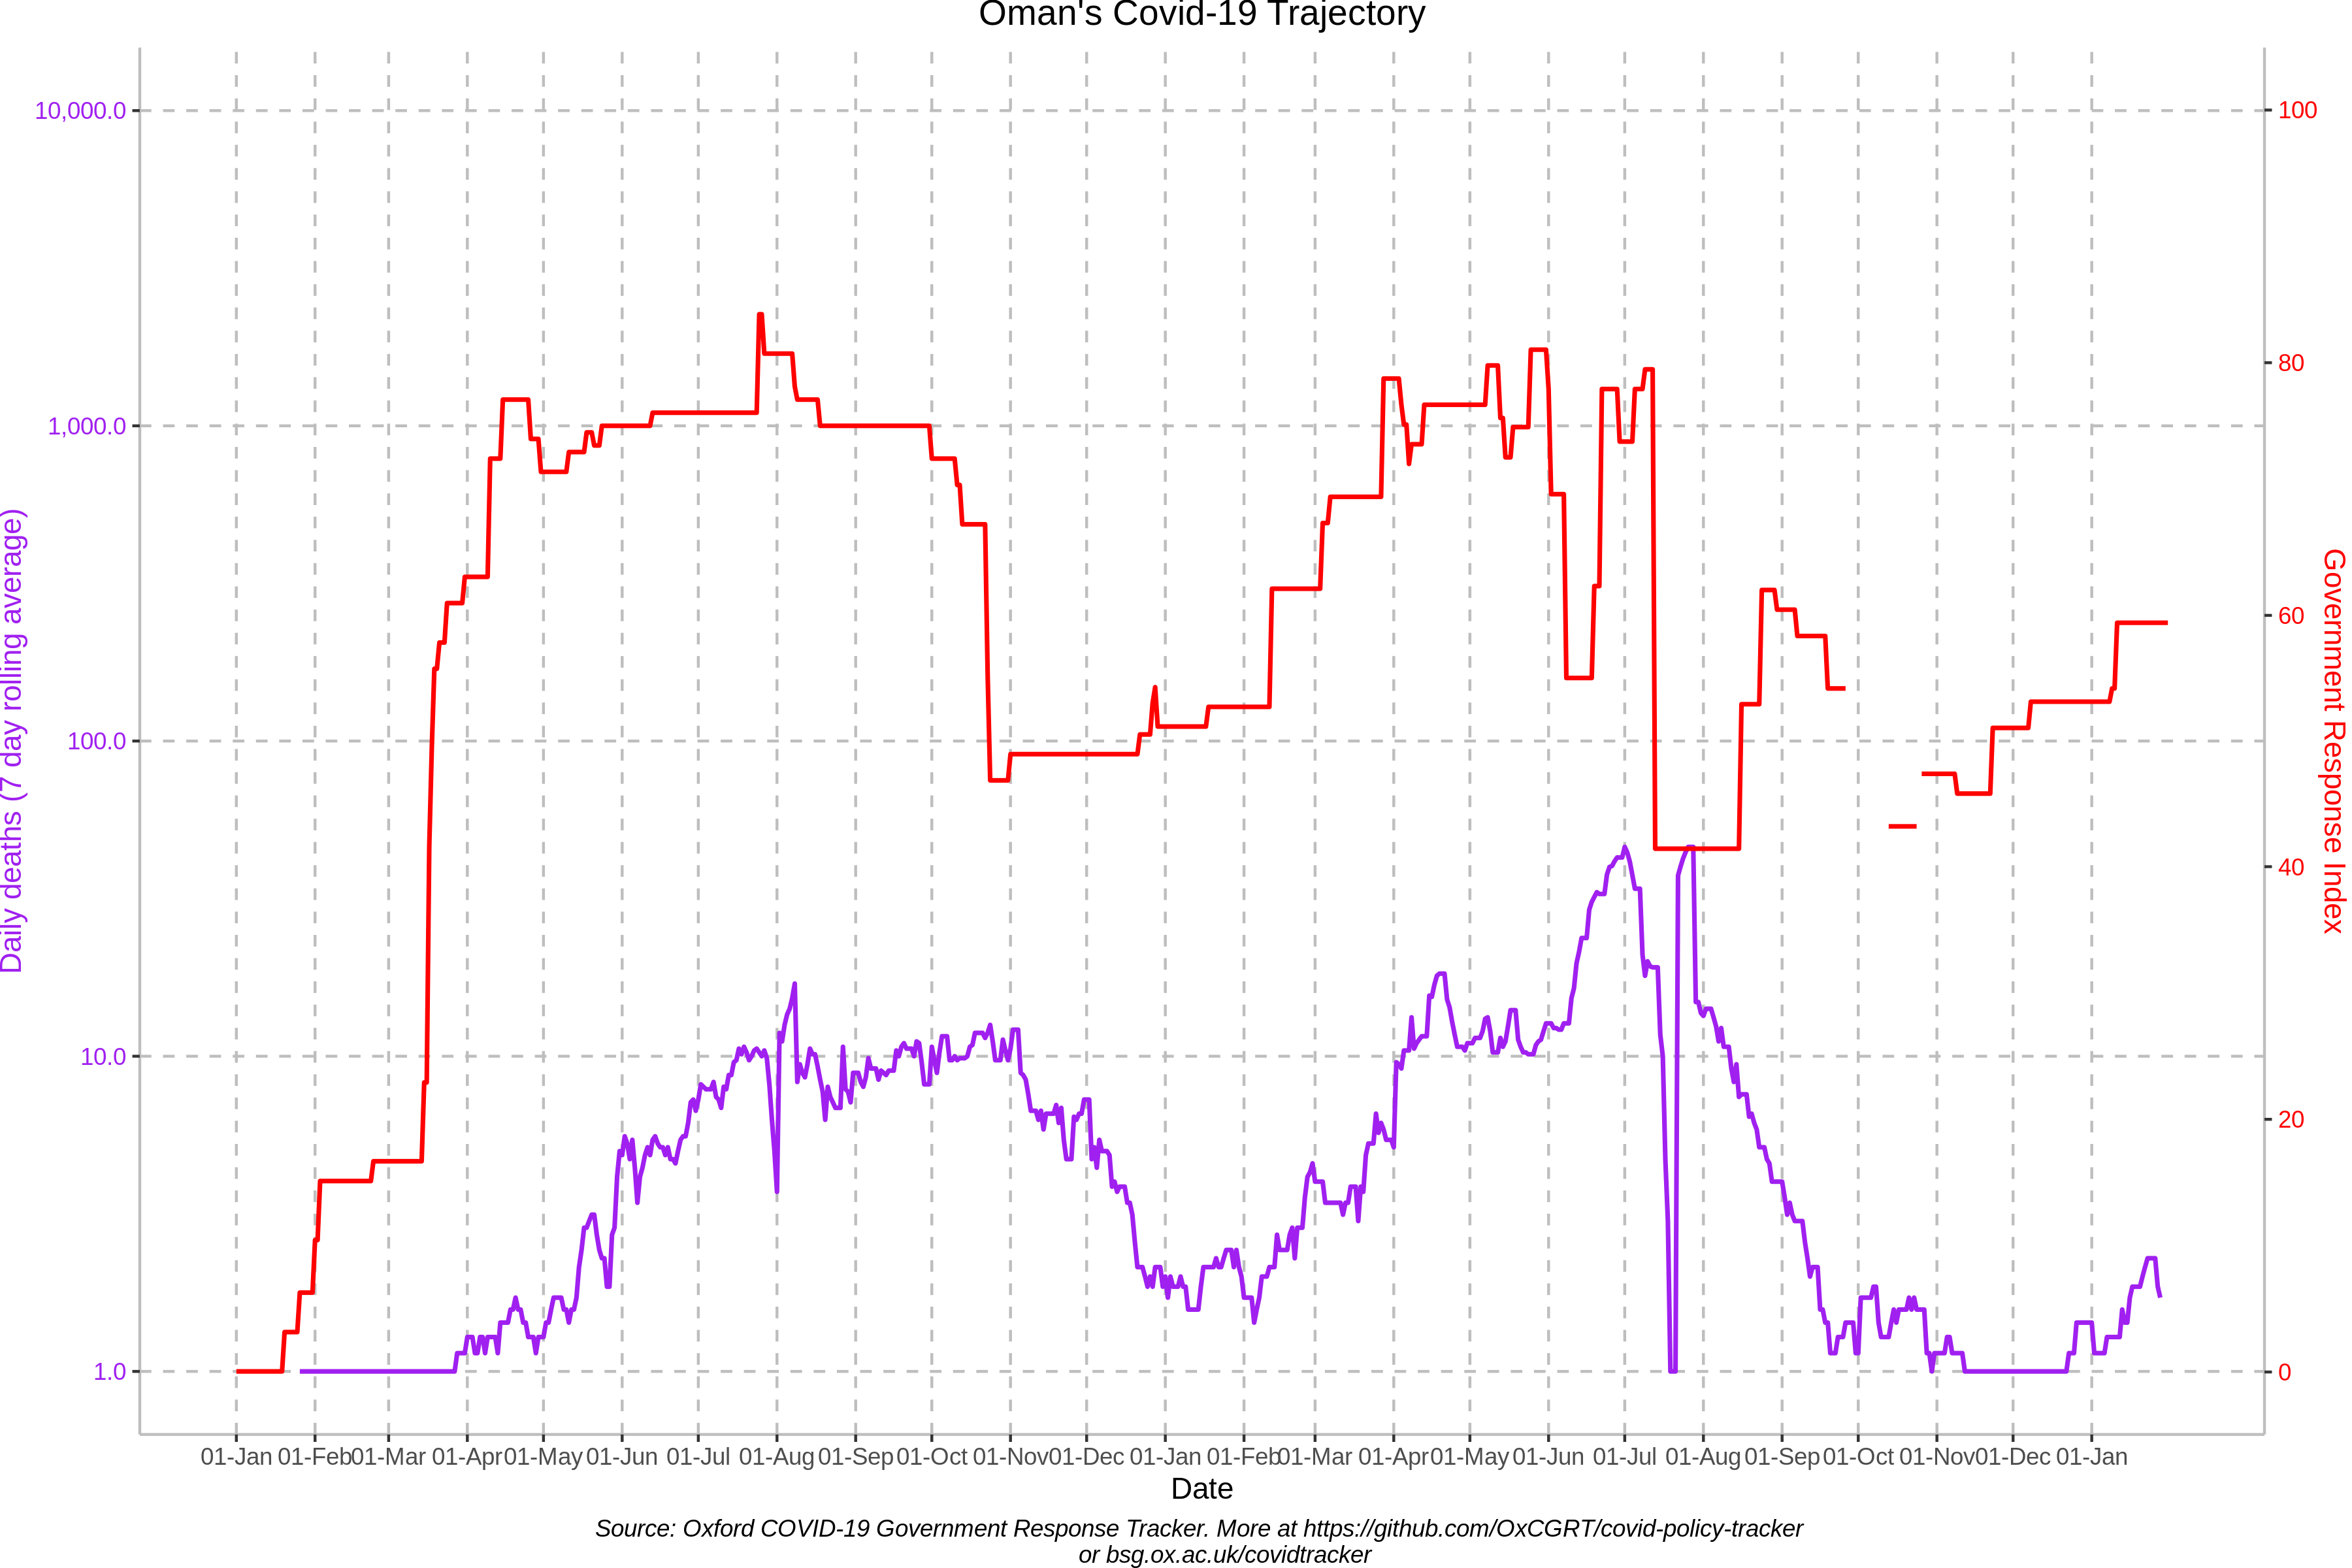 Oman's Covid-19 Trajectory
10,000.0
1,000.0
100.0
10.0
1.0
Daily deaths (7 day rolling average)
100
80
60
40
20
0
Government Response Index
01-Jan 01-Feb 01-Mar 01-Apr 01-May 01-Jun 01-Jul 01-Aug 01-Sep 01-Oct 01-Nov 01-Dec 01-Jan 01-Feb 01-Mar 01-Apr 01-May 01-Jun 01-Jul 01-Aug 01-Sep 01-Oct 01-Nov 01-Dec 01-Jan
Date
Source: Oxford COVID-19 Government Response Tracker. More at https://github.com/OxCGRT/covid-policy-tracker
or bsg.ox.ac.uk/covidtracker